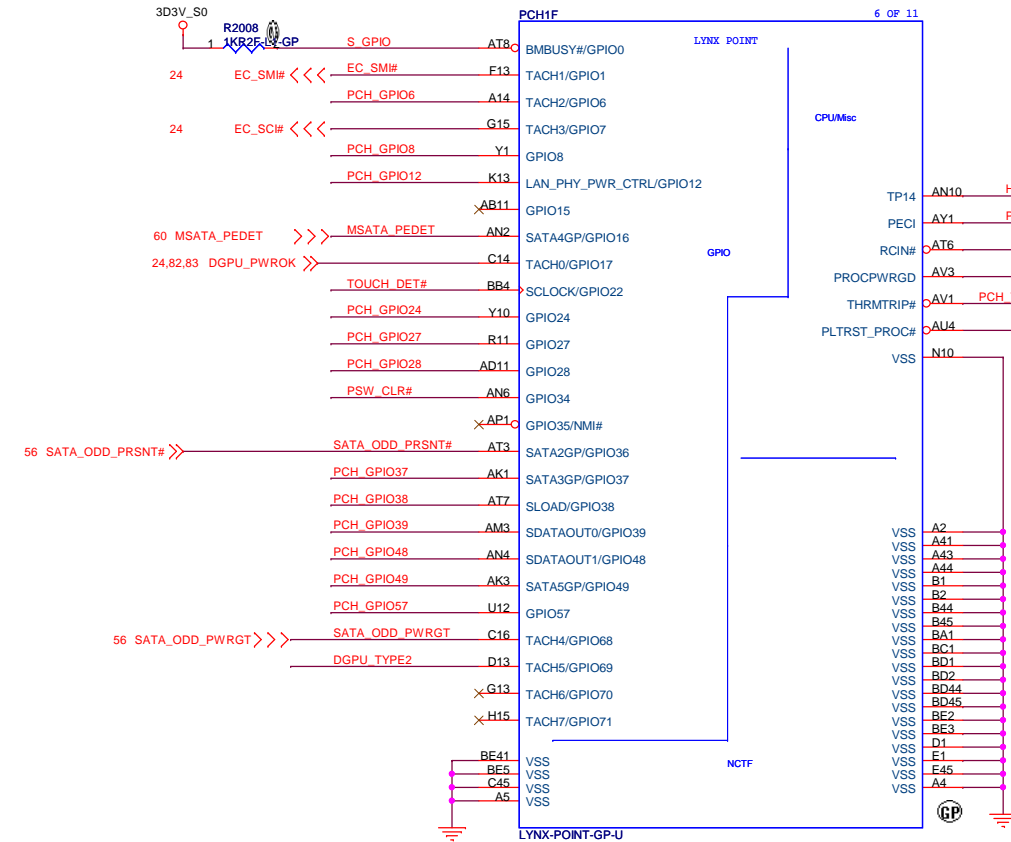 3D3V_S0
PCH1F
6 OF 11
R2008
1 1KR2F-L1-GP
S_GPIO AT8 BMBUSY#/GPIO0
LYNX POINT
24 EC_SMI# EC_SMI# F13 TACH1/GPIO1
PCH_GPIO6 A14 TACH2/GPIO6
CPU/Misc
24 EC_SCI# G15 TACH3/GPIO7
PCH_GPIO8 Y1 GPIO8
PCH_GPIO12 K13 LAN_PHY_PWR_CTRL/GPIO12
TP14 AN10
AB11 GPIO15
PECI AY1
60 MSATA_PEDET MSATA_PEDET AN2 SATA4GP/GPIO16
GPIO
RCIN# AT6
24,82,83 DGPU_PWROK C14 TACH0/GPIO17
PROCPWRGD AV3
TOUCH_DET# BB4 SCLOCK/GPIO22
THRMTRIP# AV1 PCH_
PCH_GPIO24 Y10 GPIO24
PLTRST_PROC# AU4
PCH_GPIO27 R11 GPIO27
VSS N10
PCH_GPIO28 AD11 GPIO28
PSW_CLR# AN6 GPIO34
AP1 GPIO35/NMI#
56 SATA_ODD_PRSNT# SATA_ODD_PRSNT# AT3 SATA2GP/GPIO36
PCH_GPIO37 AK1 SATA3GP/GPIO37
PCH_GPIO38 AT7 SLOAD/GPIO38
PCH_GPIO39 AM3 SDATAOUT0/GPIO39
PCH_GPIO48 AN4 SDATAOUT1/GPIO48
PCH_GPIO49 AK3 SATA5GP/GPIO49
PCH_GPIO57 U12 GPIO57
56 SATA_ODD_PWRGT SATA_ODD_PWRGT C16 TACH4/GPIO68
DGPU_TYPE2 D13 TACH5/GPIO69
G13 TACH6/GPIO70
H15 TACH7/GPIO71
VSS A2
VSS A41
VSS A43
VSS A44
VSS B1
VSS B2
VSS B44
VSS B45
VSS BA1
VSS BC1
VSS BD1
VSS BD2
VSS BD44
VSS BD45
VSS BE2
VSS BE3
VSS D1
VSS E1
VSS E45
VSS A4
BE41 VSS
BE5 VSS
C45 VSS
A5 VSS
NCTF
GP
LYNX-POINT-GP-U